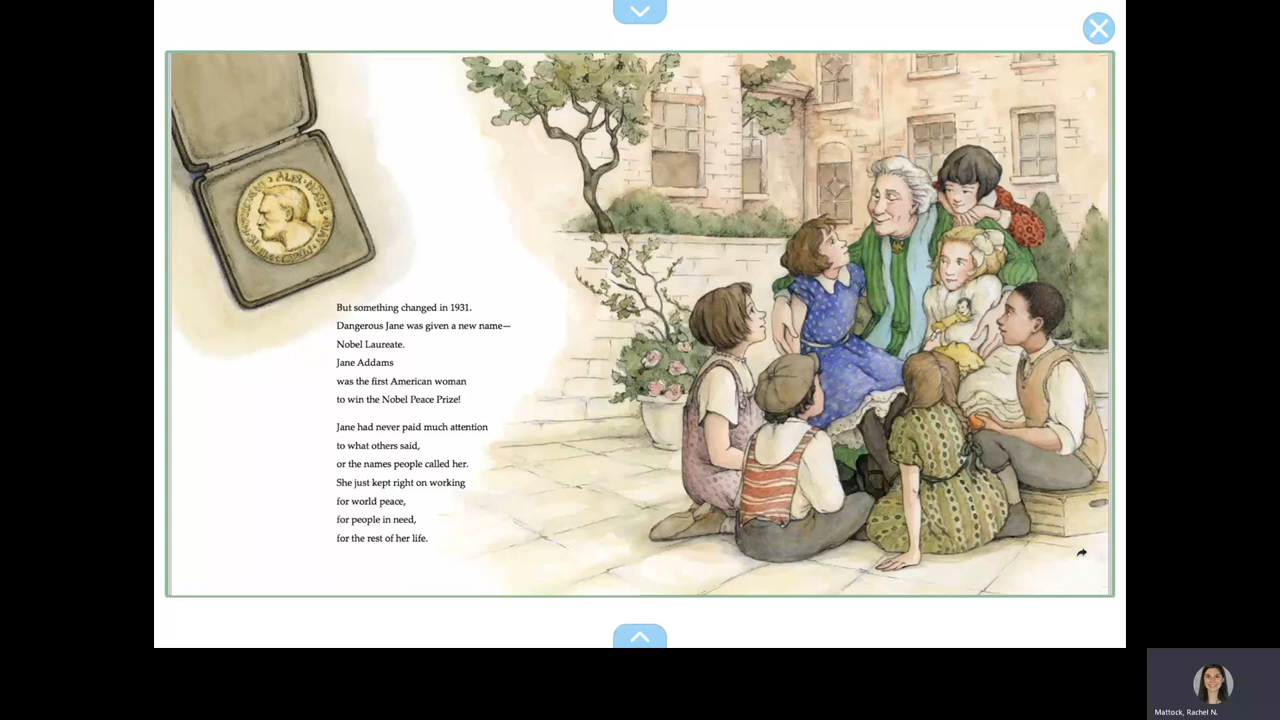 But something changed in 1931.
Dangerous Jane was given a new name—
Nobel Laureate.
Jane Addams
was the first American woman
to win the Nobel Peace Prize!
Jane had never paid much attention
to what others said,
or the names people called her.
She just kept right on working
for world peace,
for people in need,
for the rest of her life.
Mattock, Rachel N.